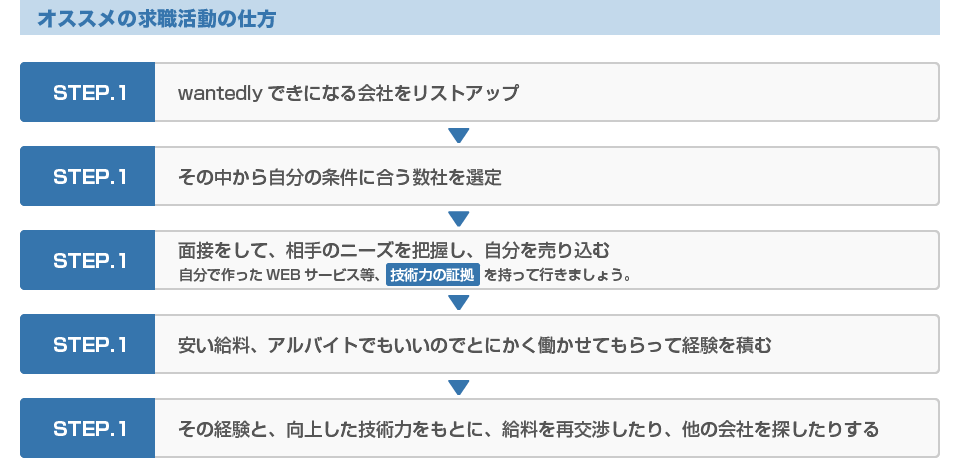 オススメの求職活動の仕方
STEP.1
wantedly できになる会社をリストアップ
STEP.1
その中から自分の条件に合う数社を選定
STEP.1
面接をして、相手のニーズを把握し、自分を売り込む
自分で作った WEB サービス等、技術力の証拠 を持って行きましょう。
STEP.1
安い給料、アルバイトでもいいのでとにかく働かせてもらって経験を積む
STEP.1
その経験と、向上した技術力をもとに、給料を再交渉したり、他の会社を探したりする